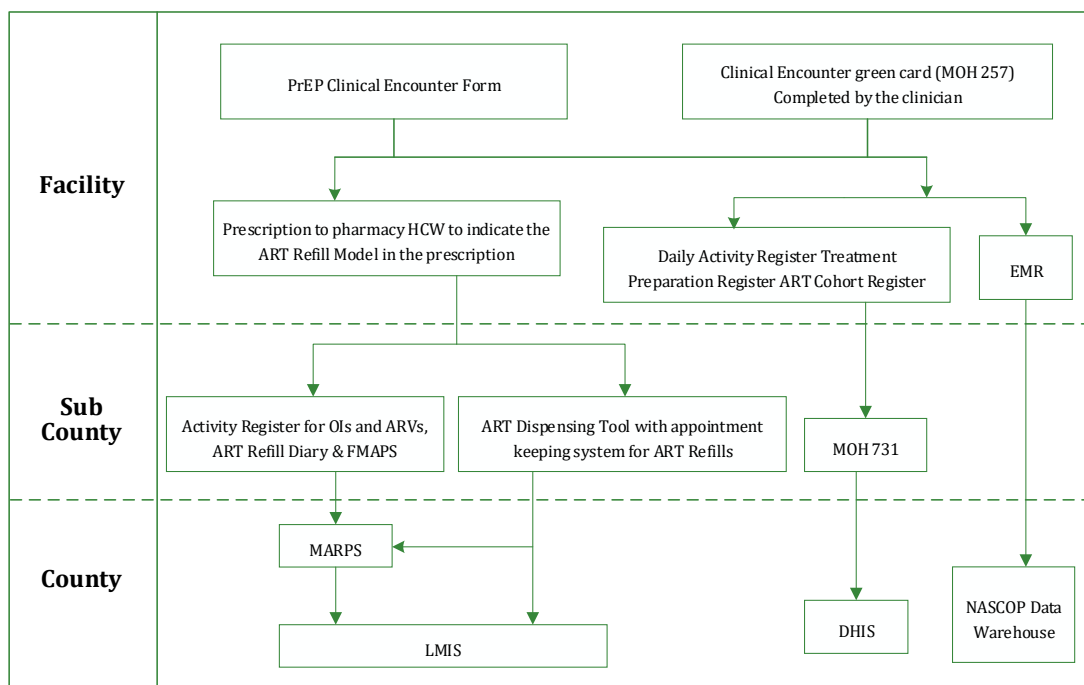 PrEP Clinical Encounter Form
Clinical Encounter green card (MOH 257)
Completed by the clinician
Facility
Prescription to pharmacy HCW to indicate the
ART Refill Model in the prescription
Daily Activity Register Treatment
Preparation Register ART Cohort Register
EMR
Sub
County
Activity Register for OIs and ARVs,
ART Refill Diary & FMAPS
ART Dispensing Tool with appointment
keeping system for ART Refills
MOH 731
County
MARPS
LMIS
DHIS
NASCOP Data
Warehouse